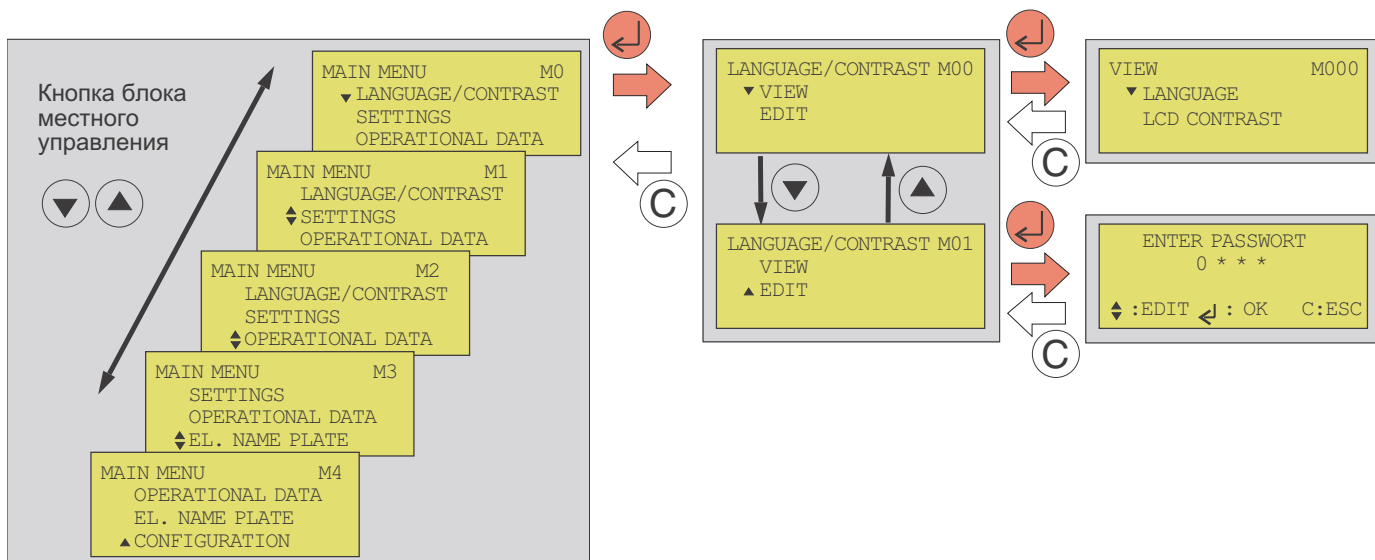 Кнопка блока
местного
управления
MAIN MENU M0
LANGUAGE/CONTRAST
SETTINGS
OPERATIONAL DATA
MAIN MENU M1
LANGUAGE/CONTRAST
SETTINGS
OPERATIONAL DATA
MAIN MENU M2
LANGUAGE/CONTRAST
SETTINGS
OPERATIONAL DATA
MAIN MENU M3
SETTINGS
OPERATIONAL DATA
EL. NAME PLATE
MAIN MENU M4
OPERATIONAL DATA
EL. NAME PLATE
CONFIGURATION
C
LANGUAGE/CONTRAST M00
VIEW
EDIT
LANGUAGE/CONTRAST M01
VIEW
EDIT
C
VIEW M000
LANGUAGE
LCD CONTRAST
C
ENTER PASSWORT
0 * * *
:EDIT : OK C:ESC